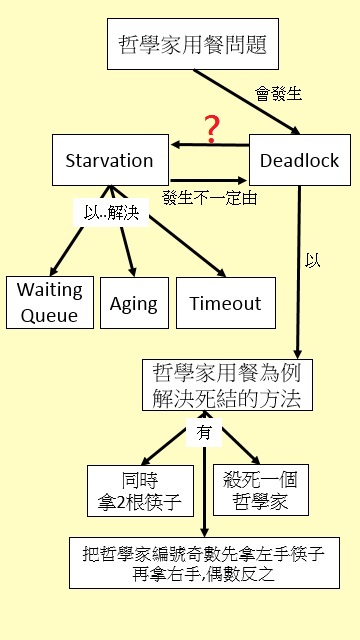 哲學家用餐問題
會發生
?
Starvation
Deadlock
發生不一定由
以..解決
以
Waiting
Queue
Aging
Timeout
哲學家用餐為例
解決死結的方法
有
同時
拿2根筷子
殺死一個
哲學家
把哲學家編號奇數先拿左手筷子
再拿右手,偶數反之